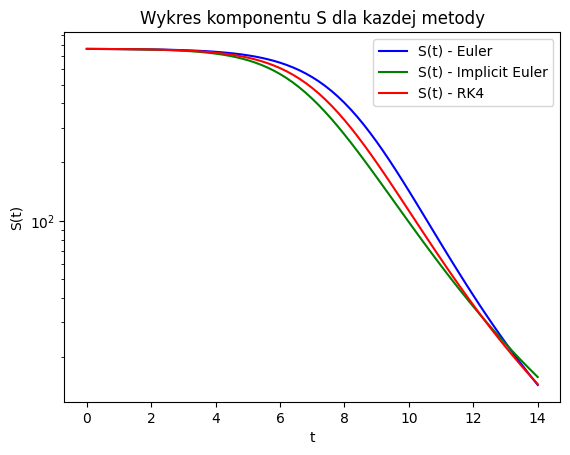 Wykres komponentu S dla kazdej metody
S(t) - Euler
S(t) - Implicit Euler
S(t) - RK4
S(t)
10²
0 2 4 6 8 10 12 14
t